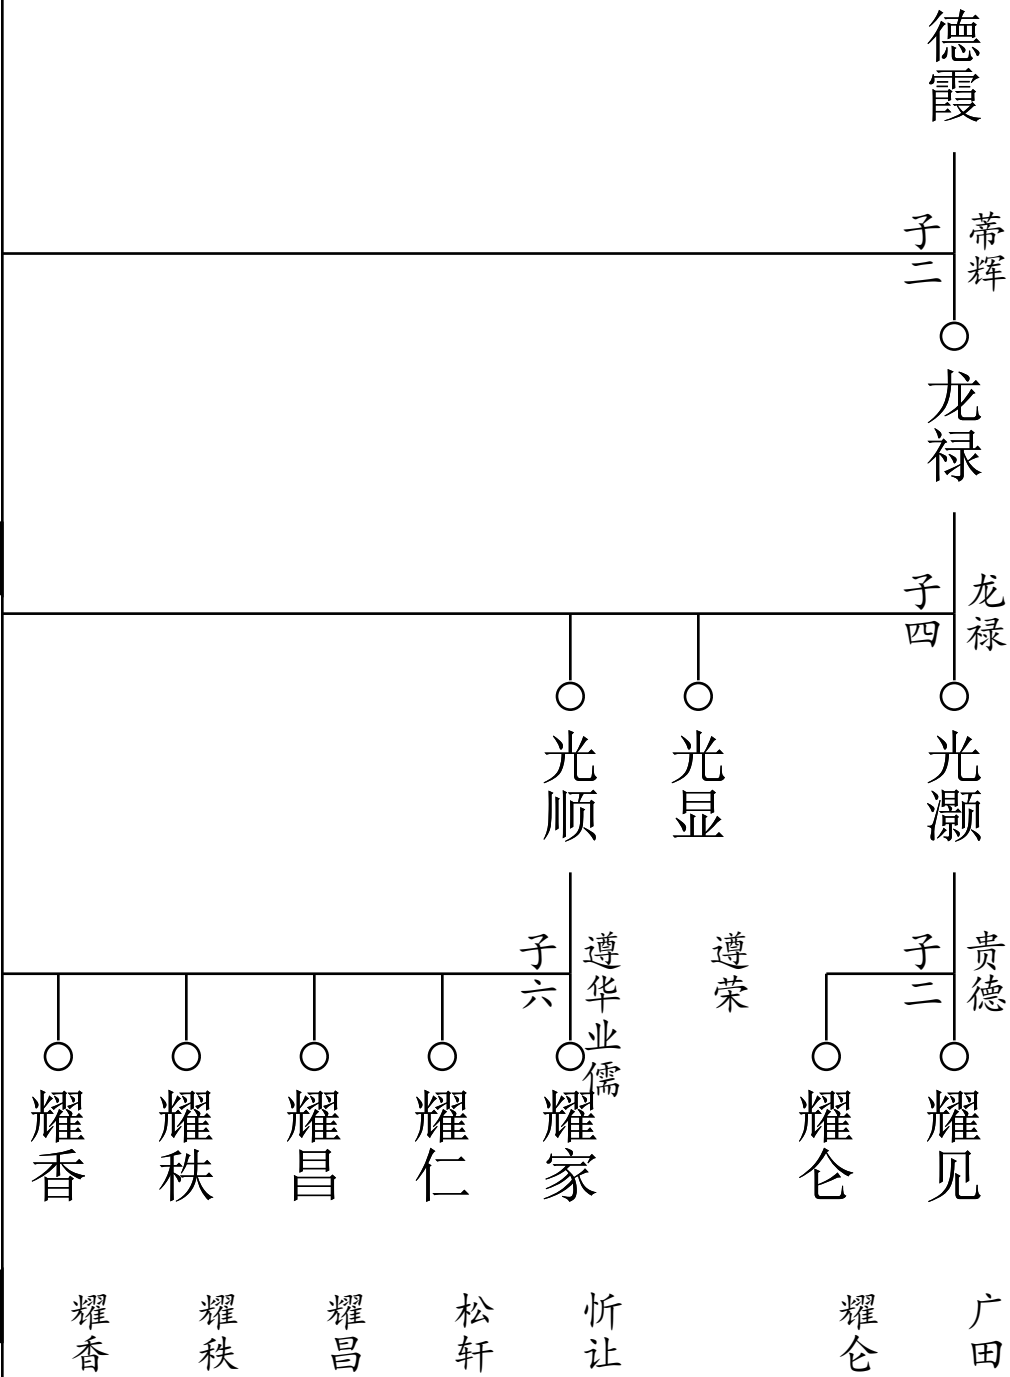 德霞
蒂辉
子二
龙禄
龙禄
子四
光灏
光显
光顺
贵德
子二
遵荣
遵华业儒
子六
耀见
耀仑
耀家
耀仁
耀昌
耀秩
耀香
广田
耀仑
忻让
松轩
耀昌
耀秩
耀香